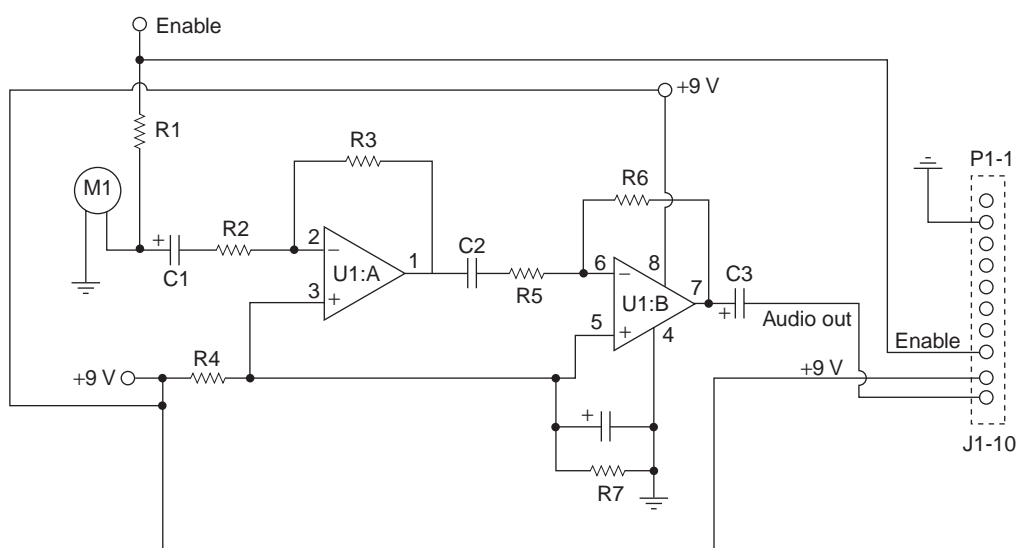 Enable
+9 V
R1
R3
P1-1
M1
R6
R2
2
−
1
C2
8
C1
U1:A
6
−
7
C3
3
+
R5
U1:B
+
Audio out
5
+
4
Enable
+9 V
R4
+9 V
+
R7
J1-10
+